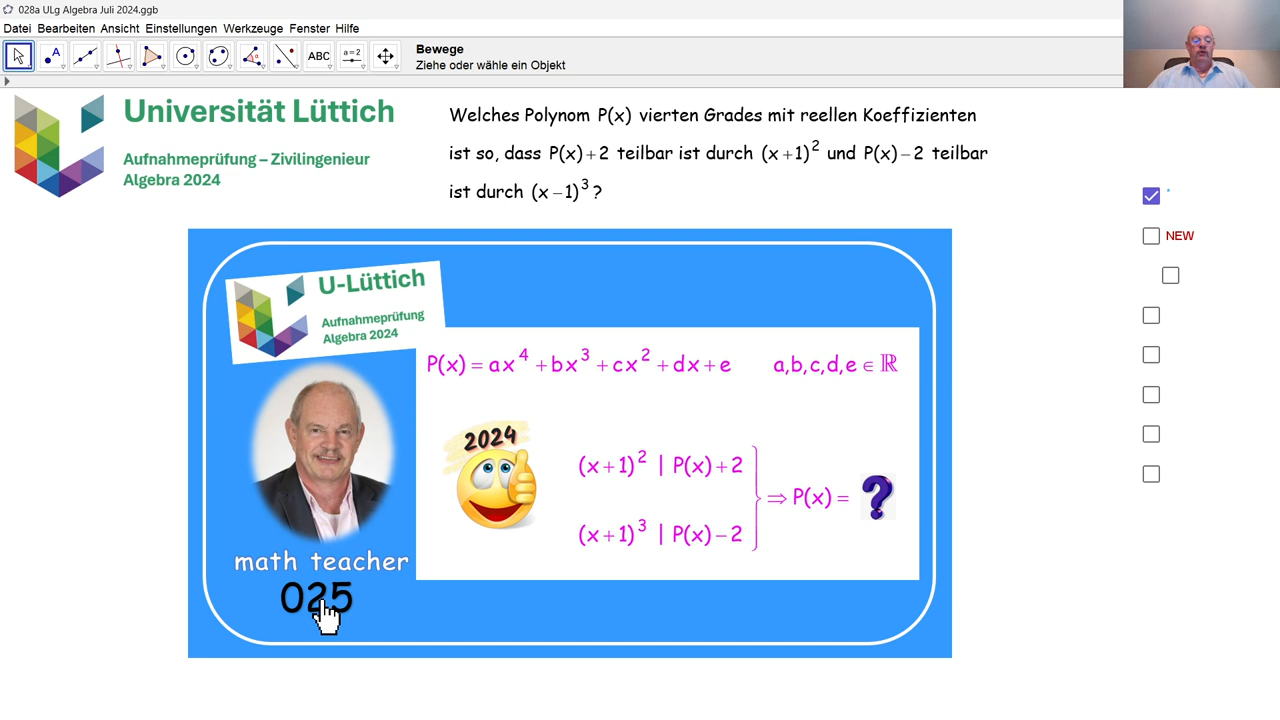 028a ULg Algebra Juli 2024.ggb
Datei Bearbeiten Ansicht Einstellungen Werkzeuge Fenster Hilfe
A
ABC
a=2
Bewege
Ziehe oder wähle ein Objekt
Universität Lüttich
Aufnahmeprüfung – Zivilingenieur
Algebra 2024
Welches Polynom P(x) vierten Grades mit reellen Koeffizienten
ist so, dass P(x)+2 teilbar ist durch (x+1)² und P(x)−2 teilbar
ist durch (x−1)³?
*
NEW
U-Lüttich
Aufnahmeprüfung
Algebra 2024
P(x) = ax⁴ + bx³ + cx² + dx + e a,b,c,d,e ∈ ℝ
2024
(x+1)² | P(x)+2
⇒ P(x) = ?
(x+1)³ | P(x)−2
math teacher
025